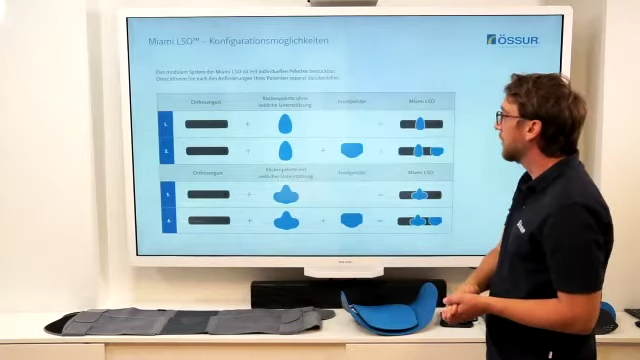 Miami LSO™ – Konfigurationsmöglichkeiten
ÖSSUR
Das modulare System der Miami LSO ist mit individuellen Pelotten bestückbar.
Diese können Sie nach den Anforderungen Ihrer Patienten separat dazubestellen.
Orthesengurt
Rückenpelotte ohne
seitliche Unterstützung
Frontpelotte
Miami LSO
1.
+
=
2.
+
+
=
Orthesengurt
Rückenpelotte mit
seitlicher Unterstützung
Frontpelotte
Miami LSO
3.
+
=
4.
+
+
=